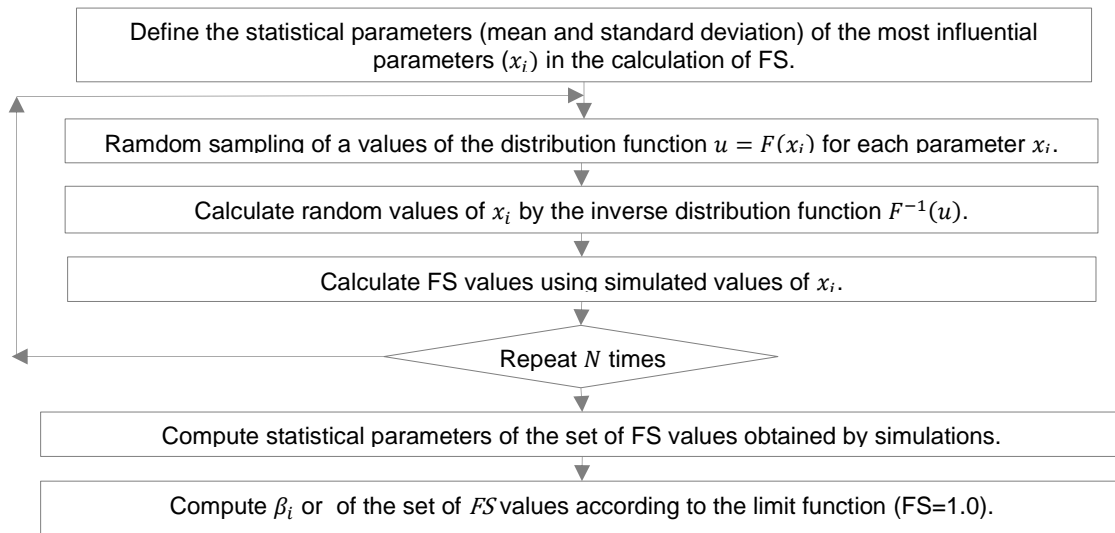 Define the statistical parameters (mean and standard deviation) of the most influential
parameters (𝑥ᵢ) in the calculation of FS.
Ramdom sampling of a values of the distribution function 𝑢 = 𝐹(𝑥ᵢ) for each parameter 𝑥ᵢ.
Calculate random values of 𝑥ᵢ by the inverse distribution function 𝐹⁻¹(𝑢).
Calculate FS values using simulated values of 𝑥ᵢ.
Repeat 𝑁 times
Compute statistical parameters of the set of FS values obtained by simulations.
Compute 𝛽ᵢ or of the set of 𝐹𝑆 values according to the limit function (FS=1.0).